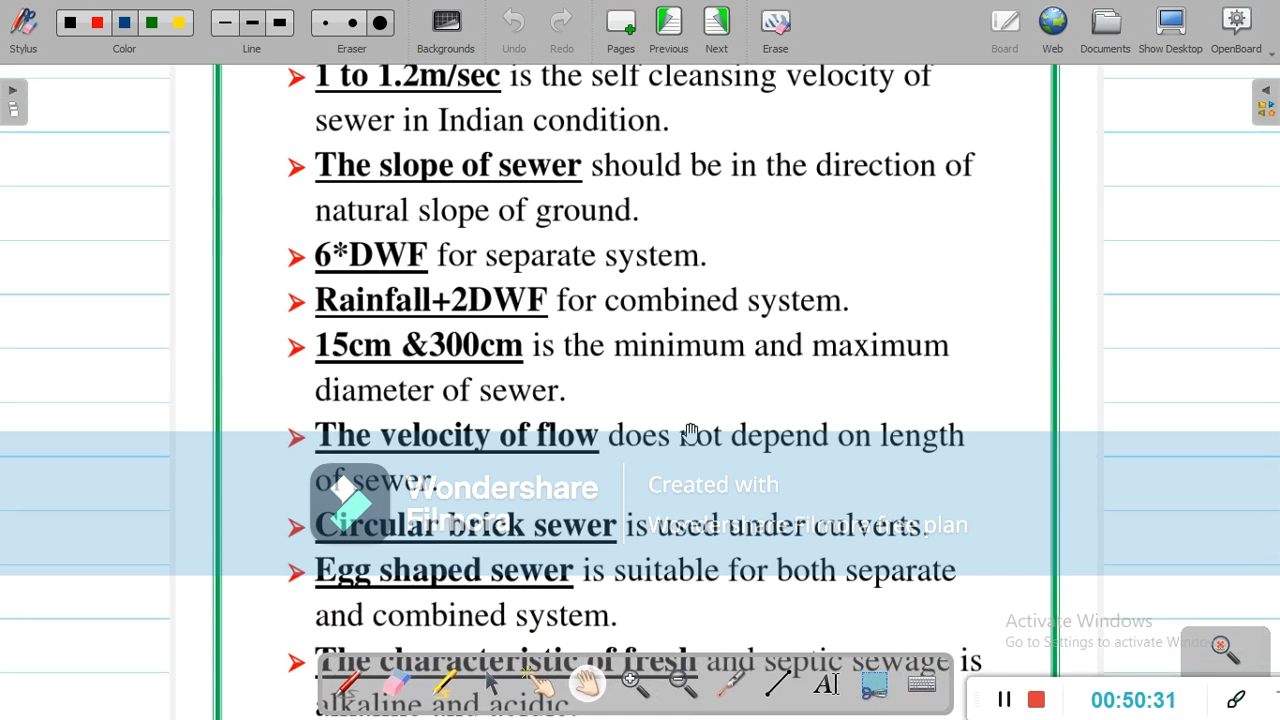 Stylus Color Line Eraser Backgrounds Undo Redo Pages Previous Next Erase Board Web Documents Show Desktop OpenBoard
1 to 1.2m/sec is the self cleansing velocity of
sewer in Indian condition.
The slope of sewer should be in the direction of
natural slope of ground.
6*DWF for separate system.
Rainfall+2DWF for combined system.
15cm &300cm is the minimum and maximum
diameter of sewer.
The velocity of flow does not depend on length
of sewer.
Wondershare Filmora
Created with
Wondershare Filmora free plan
Circular brick sewer is used under culverts.
Egg shaped sewer is suitable for both separate
and combined system.
Activate Windows
Go to Settings to activate Windows.
The characteristic of fresh and septic sewage is
alkaline and acidic.
00:50:31